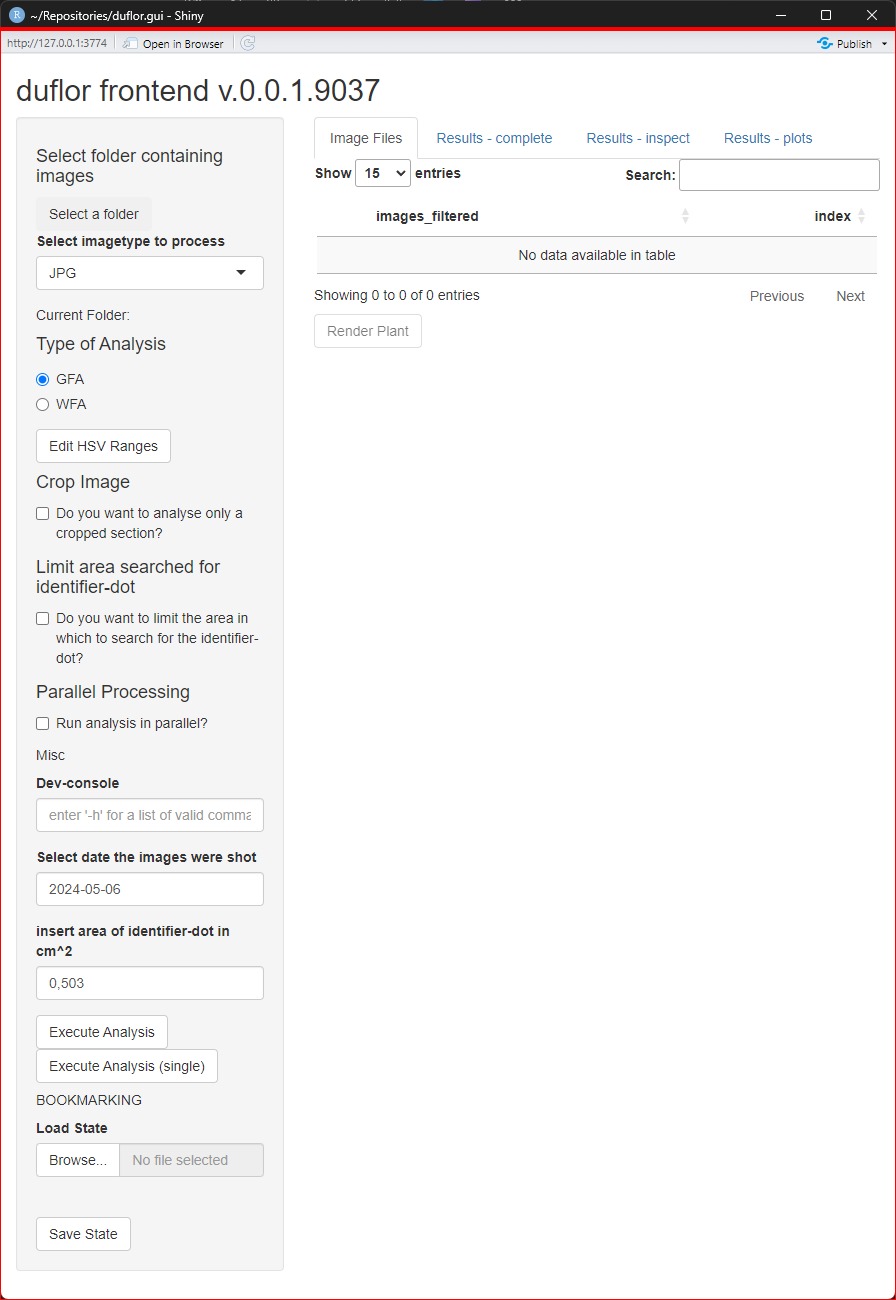 R ~/Repositories/duflor.gui - Shiny
http://127.0.0.1:3774 Open in Browser Publish
duflor frontend v.0.0.1.9037
Select folder containing
images
Select a folder
Select imagetype to process
JPG
Current Folder:
Type of Analysis
GFA
WFA
Edit HSV Ranges
Crop Image
Do you want to analyse only a
cropped section?
Limit area searched for
identifier-dot
Do you want to limit the area in
which to search for the identifier-
dot?
Parallel Processing
Run analysis in parallel?
Misc
Dev-console
enter '-h' for a list of valid comma
Select date the images were shot
2024-05-06
insert area of identifier-dot in
cm^2
0,503
Execute Analysis
Execute Analysis (single)
BOOKMARKING
Load State
Browse... No file selected
Save State
Image Files Results - complete Results - inspect Results - plots
Show 15 entries Search:
images_filtered index
No data available in table
Showing 0 to 0 of 0 entries Previous Next
Render Plant